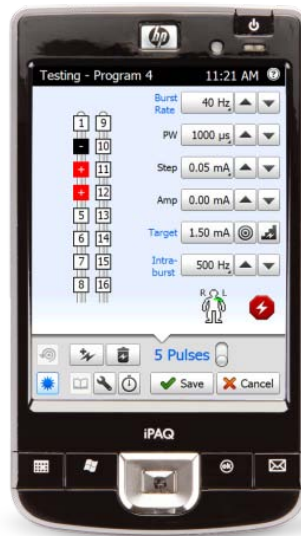 hp
Testing - Program 4 11:21 AM ?
Burst Rate 40 Hz
1 9
PW 1000 µs
- 10
+ 11
Step 0.05 mA
+ 12
Amp 0.00 mA
5 13
Target 1.50 mA
6 14
7 15
Intra-burst 500 Hz
8 16
R L
5 Pulses
Save Cancel
iPAQ
ok